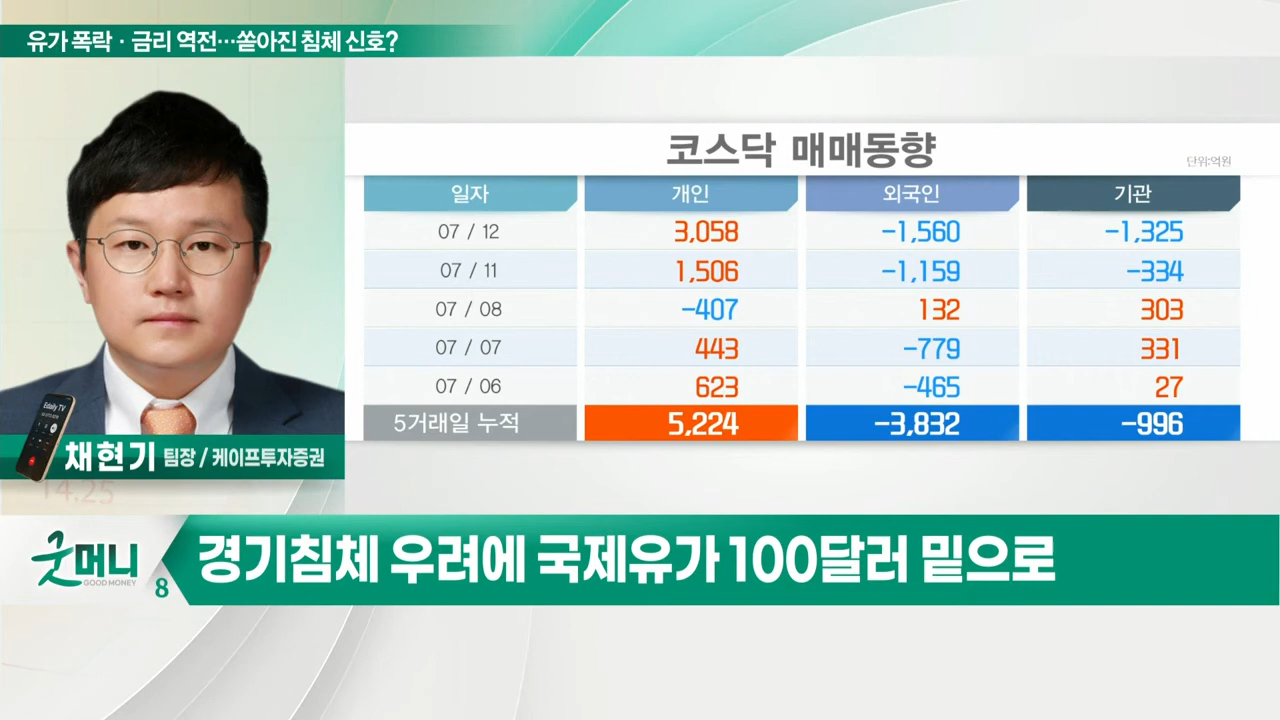 유가 폭락·금리 역전…쏟아진 침체 신호?
코스닥 매매동향
단위:억원
일자 개인 외국인 기관
07 / 12 3,058 -1,560 -1,325
07 / 11 1,506 -1,159 -334
07 / 08 -407 132 303
07 / 07 443 -779 331
07 / 06 623 -465 27
5거래일 누적 5,224 -3,832 -996
Edaily TV
채현기 팀장 / 케이프투자증권
14.25
굿머니
GOOD MONEY
8
경기침체 우려에 국제유가 100달러 밑으로